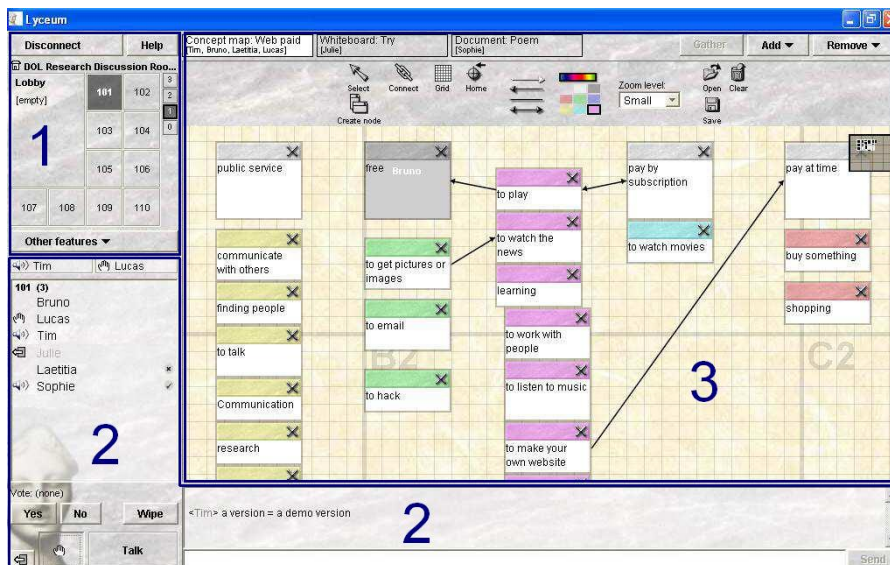 Lyceum
Disconnect Help
DOL Research Discussion Roo...
Lobby
[empty]
101 102
103 104
105 106
107 108 109 110
3
2
1
0
1
Other features
Concept map: Web paid
[Tim, Bruno, Laetitia, Lucas]
Whiteboard: Try
[Julie]
Document: Poem
[Sophie]
Gather Add Remove
Select Connect Grid Home
Create node
Zoom level:
Small
Open Clear
Save
public service
free
Bruno
to play
pay by
subscription
pay at time
communicate
with others
to get pictures or
images
to watch the
news
to watch movies
buy something
finding people
to email
learning
shopping
to talk
to work with
people
B2
C2
Communication
to hack
to listen to music
3
research
to make your
own website
Tim Lucas
101 (3)
Bruno
Lucas
Tim
Julie
Laetitia
Sophie
2
Vote: (none)
Yes No Wipe
Talk
<Tim> a version = a demo version
2
Send